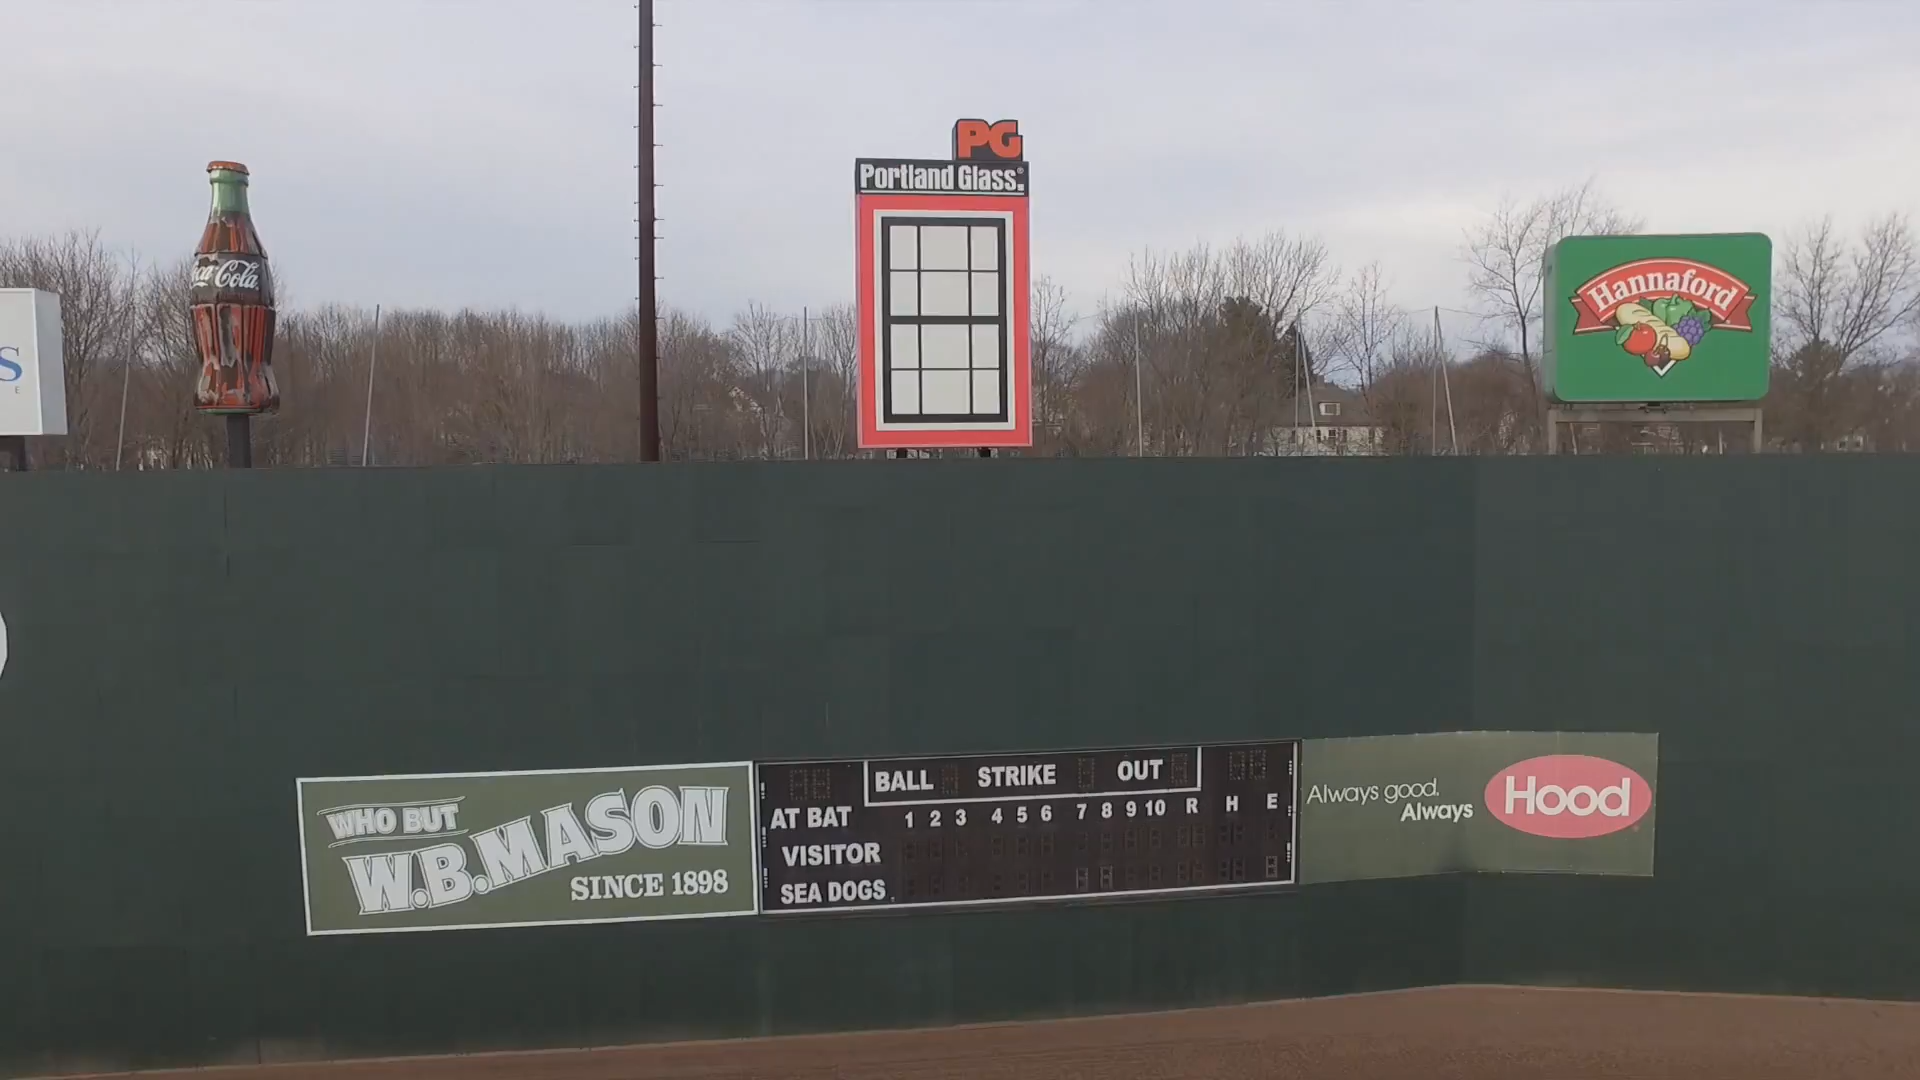 PG
Portland Glass.®
Coca-Cola
Hannaford
S
E
WHO BUT
W.B.MASON
SINCE 1898
BALL STRIKE OUT
AT BAT 1 2 3 4 5 6 7 8 9 10 R H E
VISITOR
SEA DOGS
Always good.
Always
Hood